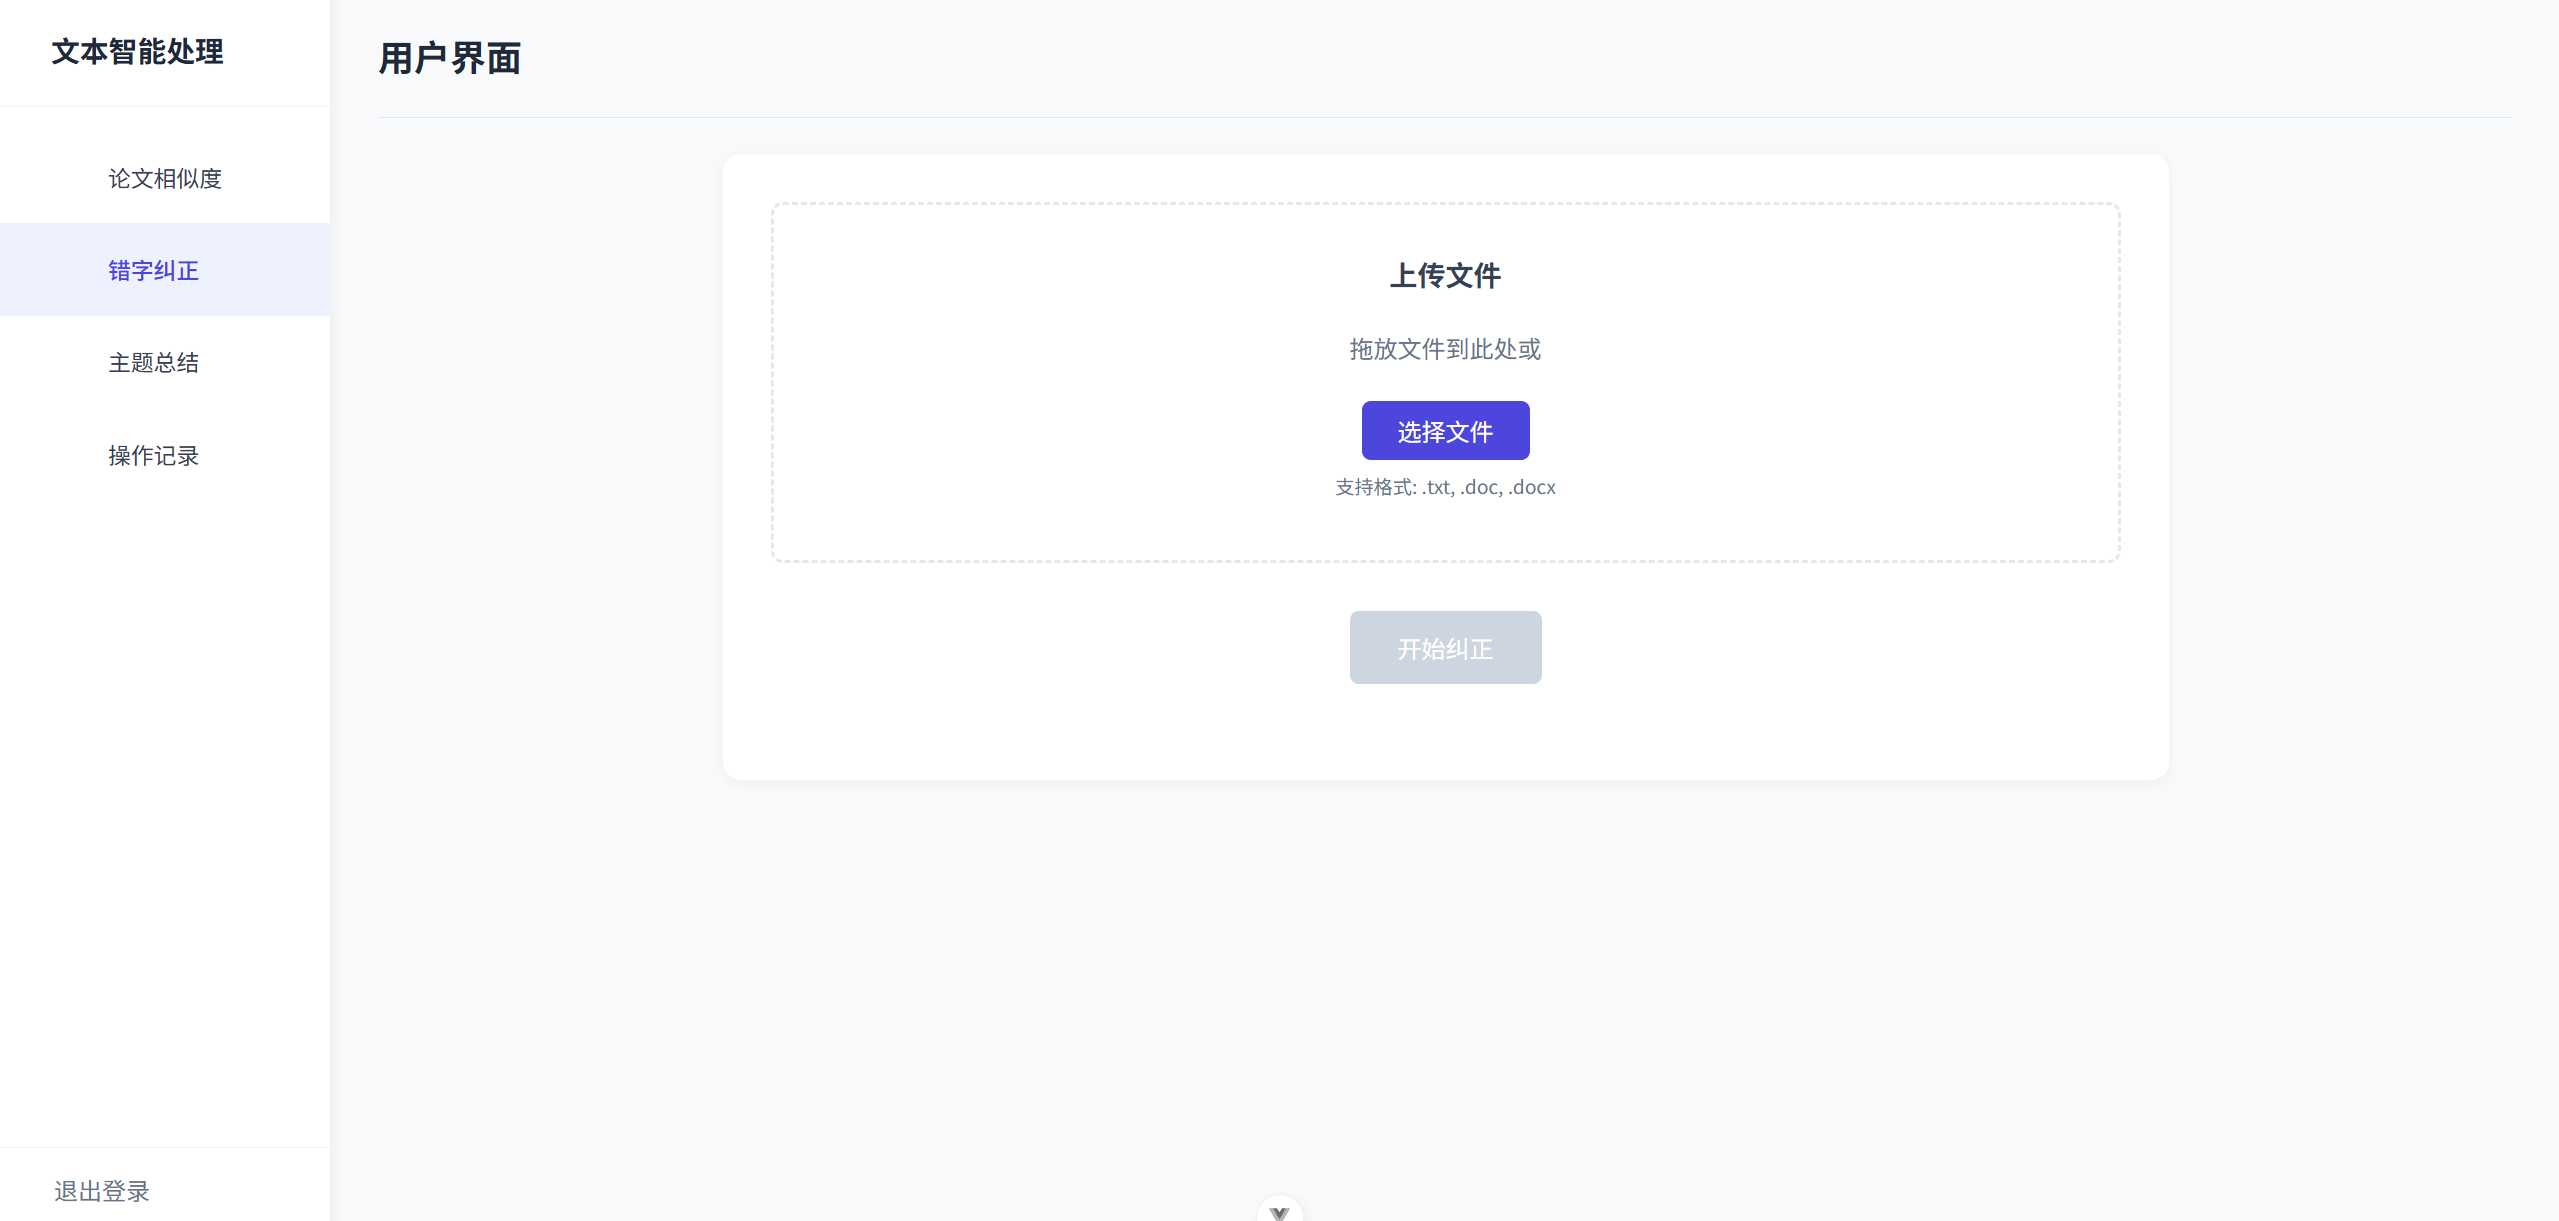 文本智能处理
论文相似度
错字纠正
主题总结
操作记录
退出登录
用户界面
上传文件
拖放文件到此处或
选择文件
支持格式: .txt, .doc, .docx
开始纠正